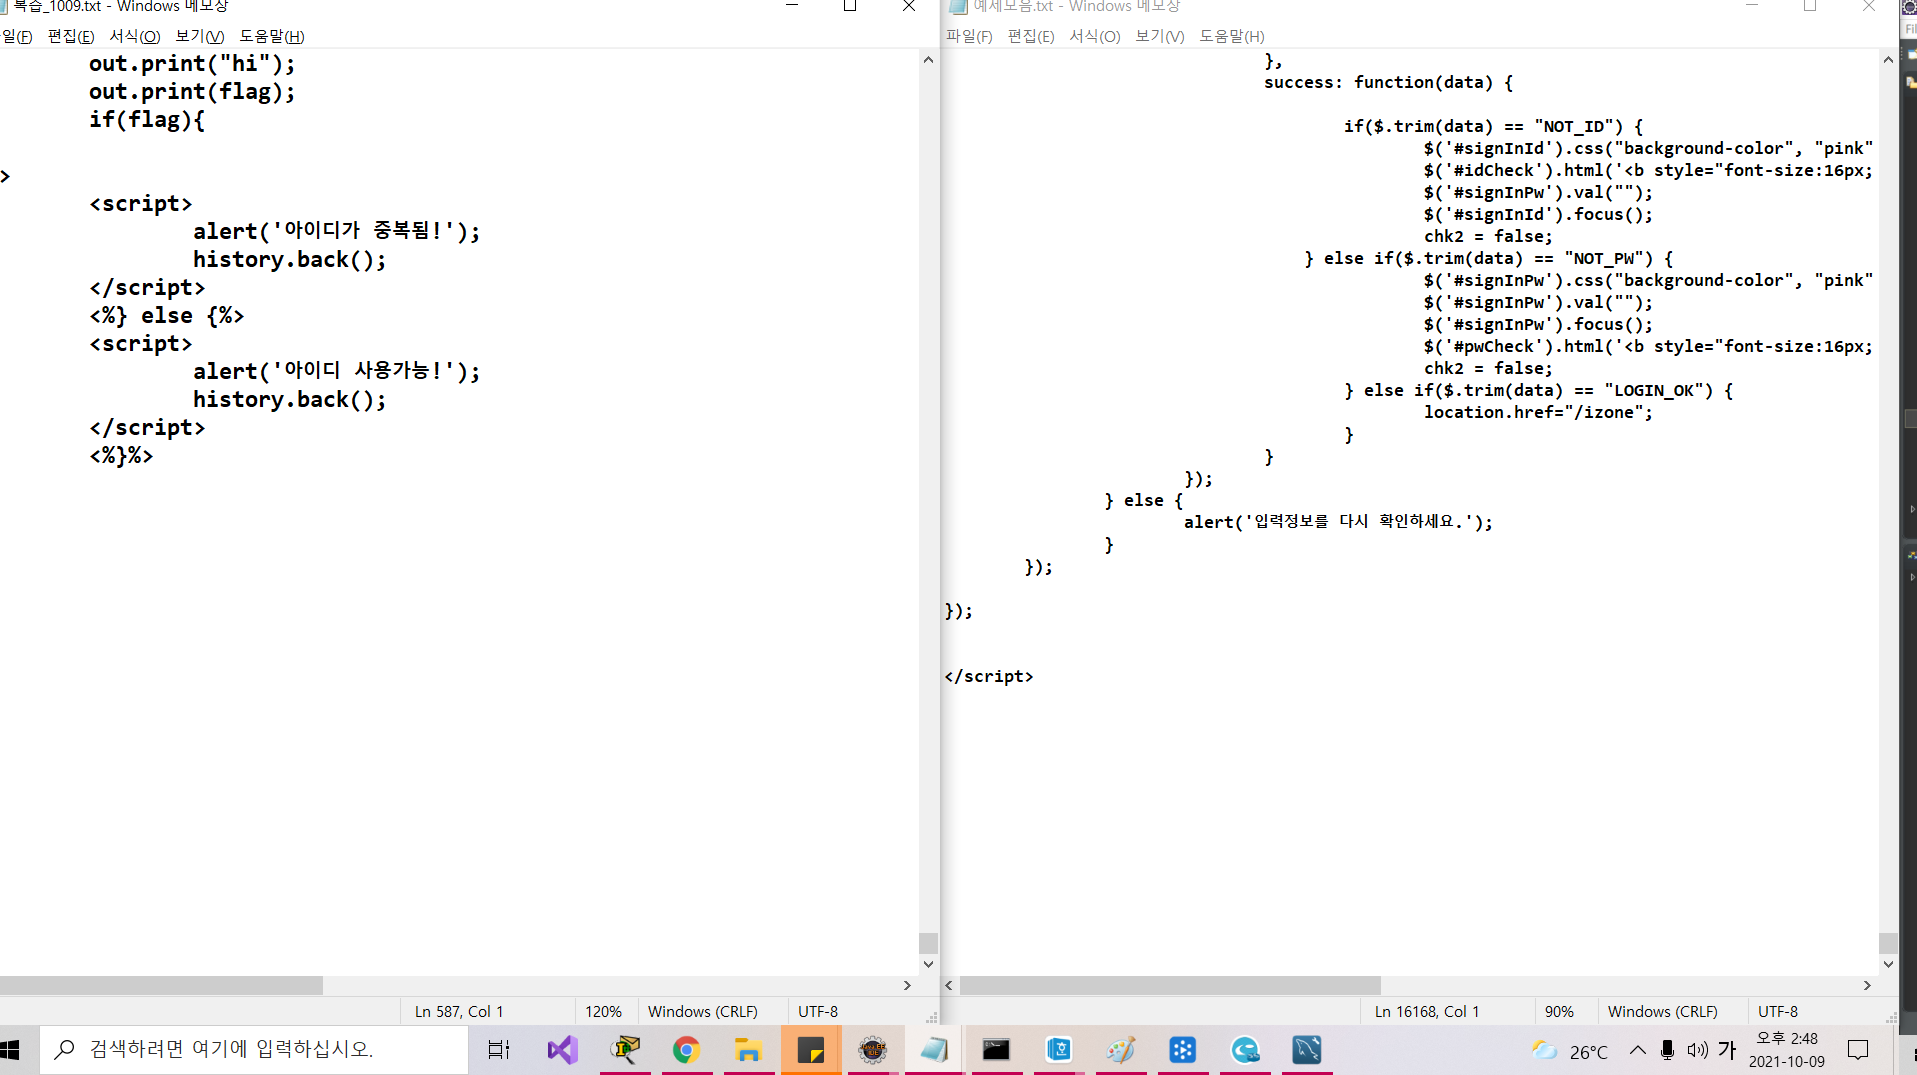 복습_1009.txt - Windows 메모장
일(F) 편집(E) 서식(O) 보기(V) 도움말(H)
out.print("hi");
out.print(flag);
if(flag){
>
<script>
alert('아이디가 중복됨!');
history.back();
</script>
<%} else {%>
<script>
alert('아이디 사용가능!');
history.back();
</script>
<%}%>
Ln 587, Col 1 120% Windows (CRLF) UTF-8
예제모음.txt - Windows 메모장
파일(F) 편집(E) 서식(O) 보기(V) 도움말(H)
},
success: function(data) {
if($.trim(data) == "NOT_ID") {
$('#signInId').css("background-color", "pink"
$('#idCheck').html('<b style="font-size:16px;
$('#signInPw').val("");
$('#signInId').focus();
chk2 = false;
} else if($.trim(data) == "NOT_PW") {
$('#signInPw').css("background-color", "pink"
$('#signInPw').val("");
$('#signInPw').focus();
$('#pwCheck').html('<b style="font-size:16px;
chk2 = false;
} else if($.trim(data) == "LOGIN_OK") {
location.href="/izone";
}
}
});
} else {
alert('입력정보를 다시 확인하세요.');
}
});
});
</script>
Ln 16168, Col 1 90% Windows (CRLF) UTF-8
Fil
검색하려면 여기에 입력하십시오.
26°C 가 오후 2:48
2021-10-09